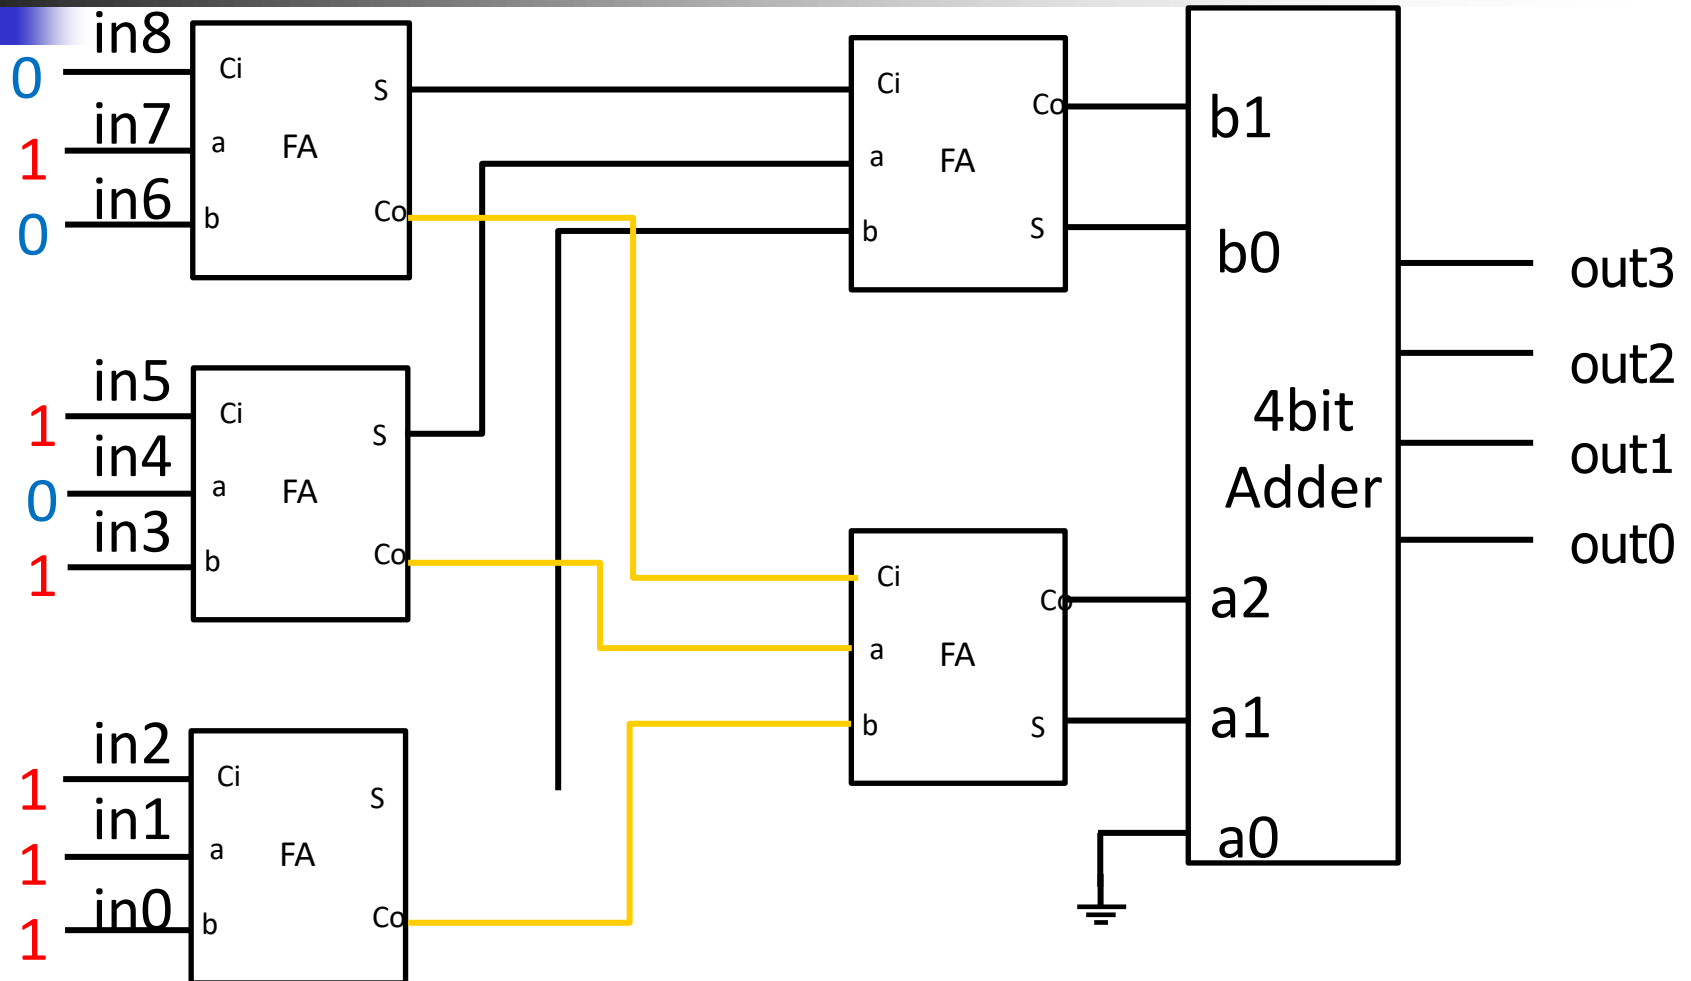 in8
0
Ci
S
in7
1
a
FA
in6
0
b
Co
Ci
Co
a
FA
b
S
b1
b0
4bit
Adder
a2
a1
a0
out3
out2
out1
out0
in5
1
Ci
S
in4
0
a
FA
in3
1
b
Co
Ci
Co
a
FA
b
S
in2
1
Ci
S
in1
1
a
FA
in0
1
b
Co